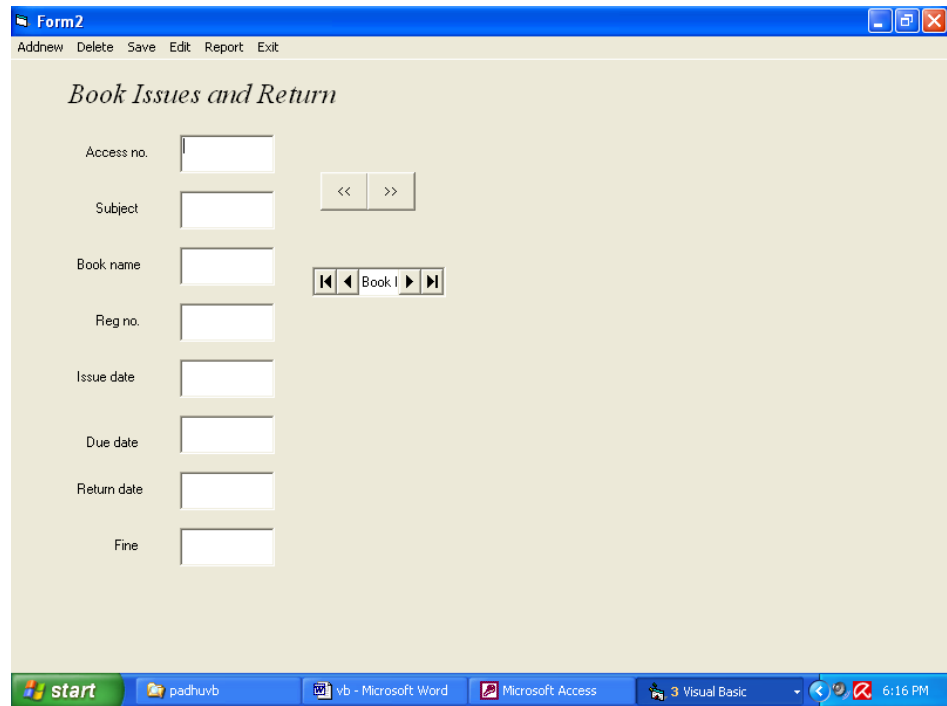 Form2
Addnew Delete Save Edit Report Exit
Book Issues and Return
Access no.
<< >>
Subject
Book name
Book I
Reg no.
Issue date
Due date
Return date
Fine
start padhuvb vb - Microsoft Word Microsoft Access 3 Visual Basic 6:16 PM